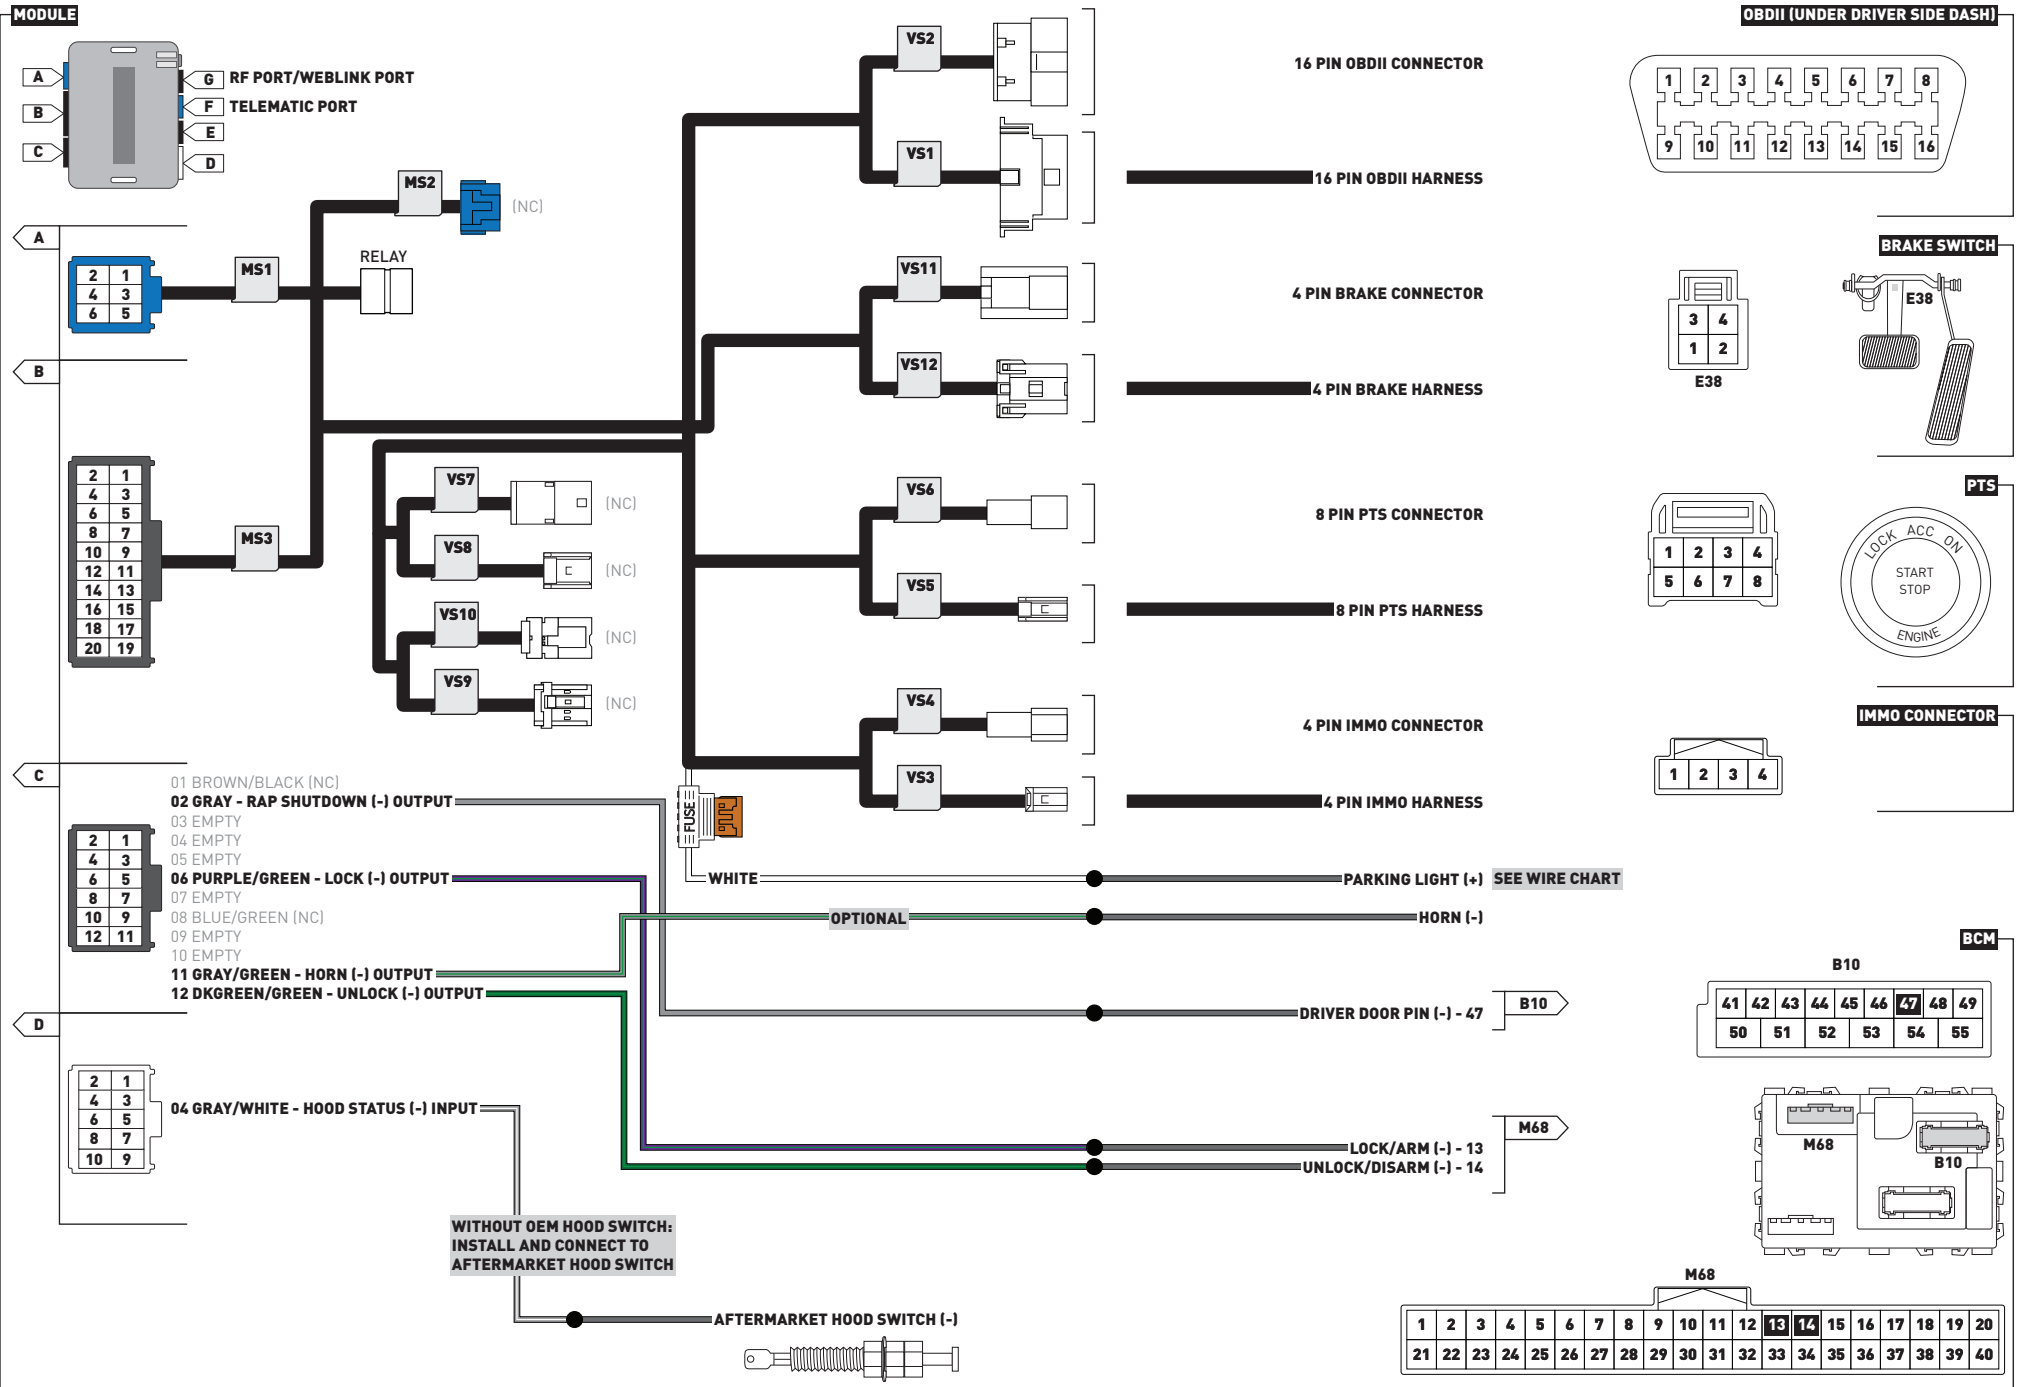 MODULE
A
B
C
G RF PORT/WEBLINK PORT
F TELEMATIC PORT
E
D
MS2
(NC)
A
2 1
4 3
6 5
MS1
RELAY
B
2 1
4 3
6 5
8 7
10 9
12 11
14 13
16 15
18 17
20 19
MS3
VS7
(NC)
VS8
(NC)
VS10
(NC)
VS9
(NC)
VS2
16 PIN OBDII CONNECTOR
VS1
16 PIN OBDII HARNESS
VS11
4 PIN BRAKE CONNECTOR
VS12
4 PIN BRAKE HARNESS
VS6
8 PIN PTS CONNECTOR
VS5
8 PIN PTS HARNESS
VS4
4 PIN IMMO CONNECTOR
VS3
4 PIN IMMO HARNESS
OBDII (UNDER DRIVER SIDE DASH)
1 2 3 4 5 6 7 8
9 10 11 12 13 14 15 16
BRAKE SWITCH
3 4
1 2
E38
E38
PTS
1 2 3 4
5 6 7 8
LOCK ACC ON
START
STOP
ENGINE
IMMO CONNECTOR
1 2 3 4
C
2 1
4 3
6 5
8 7
10 9
12 11
01 BROWN/BLACK (NC)
02 GRAY - RAP SHUTDOWN (-) OUTPUT
03 EMPTY
04 EMPTY
05 EMPTY
06 PURPLE/GREEN - LOCK (-) OUTPUT
07 EMPTY
08 BLUE/GREEN (NC)
09 EMPTY
10 EMPTY
11 GRAY/GREEN - HORN (-) OUTPUT
12 DKGREEN/GREEN - UNLOCK (-) OUTPUT
FUSE
WHITE
PARKING LIGHT (+) SEE WIRE CHART
OPTIONAL
HORN (-)
DRIVER DOOR PIN (-) - 47
B10
D
2 1
4 3
6 5
8 7
10 9
04 GRAY/WHITE - HOOD STATUS (-) INPUT
LOCK/ARM (-) - 13
UNLOCK/DISARM (-) - 14
M68
WITHOUT OEM HOOD SWITCH:
INSTALL AND CONNECT TO
AFTERMARKET HOOD SWITCH
AFTERMARKET HOOD SWITCH (-)
BCM
B10
41 42 43 44 45 46 47 48 49
50 51 52 53 54 55
M68
B10
M68
1 2 3 4 5 6 7 8 9 10 11 12 13 14 15 16 17 18 19 20
21 22 23 24 25 26 27 28 29 30 31 32 33 34 35 36 37 38 39 40